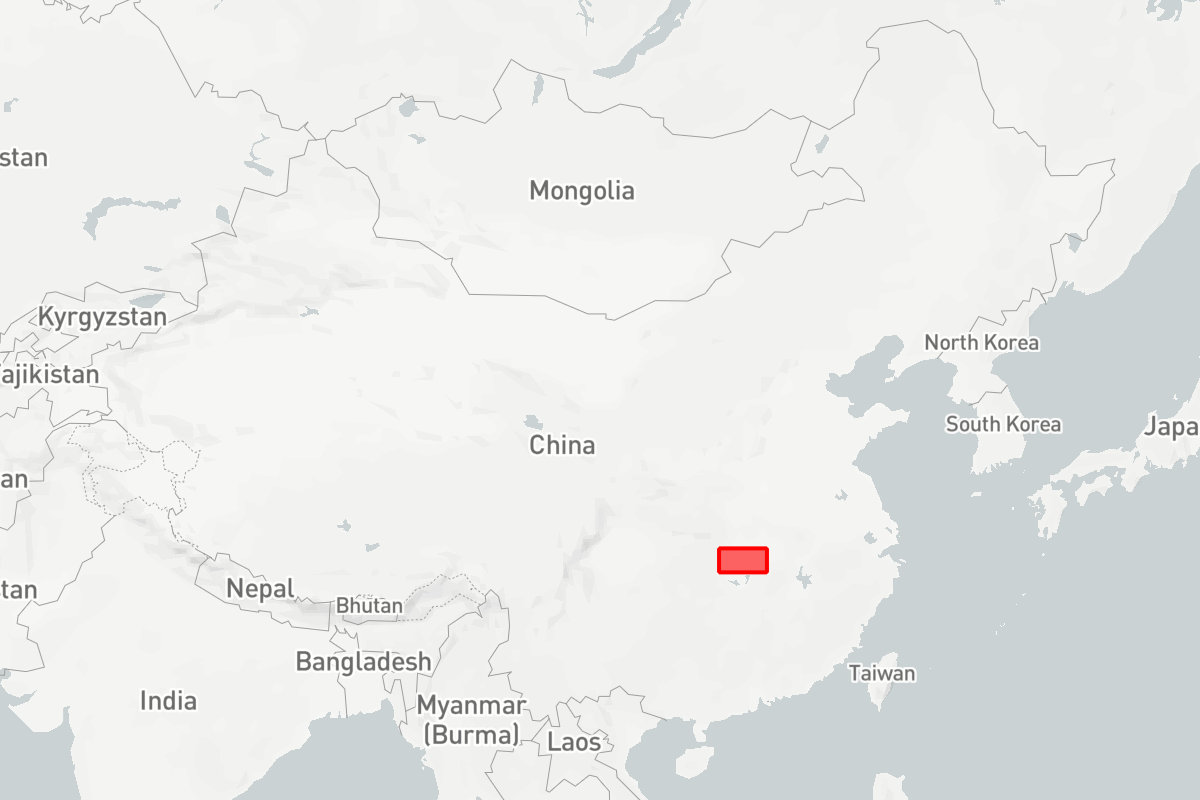 stan
Mongolia
Kyrgyzstan
North Korea
ajikistan
South Korea
Japa
China
an
stan
Nepal
Bhutan
Bangladesh
Taiwan
India
Myanmar
(Burma)
Laos